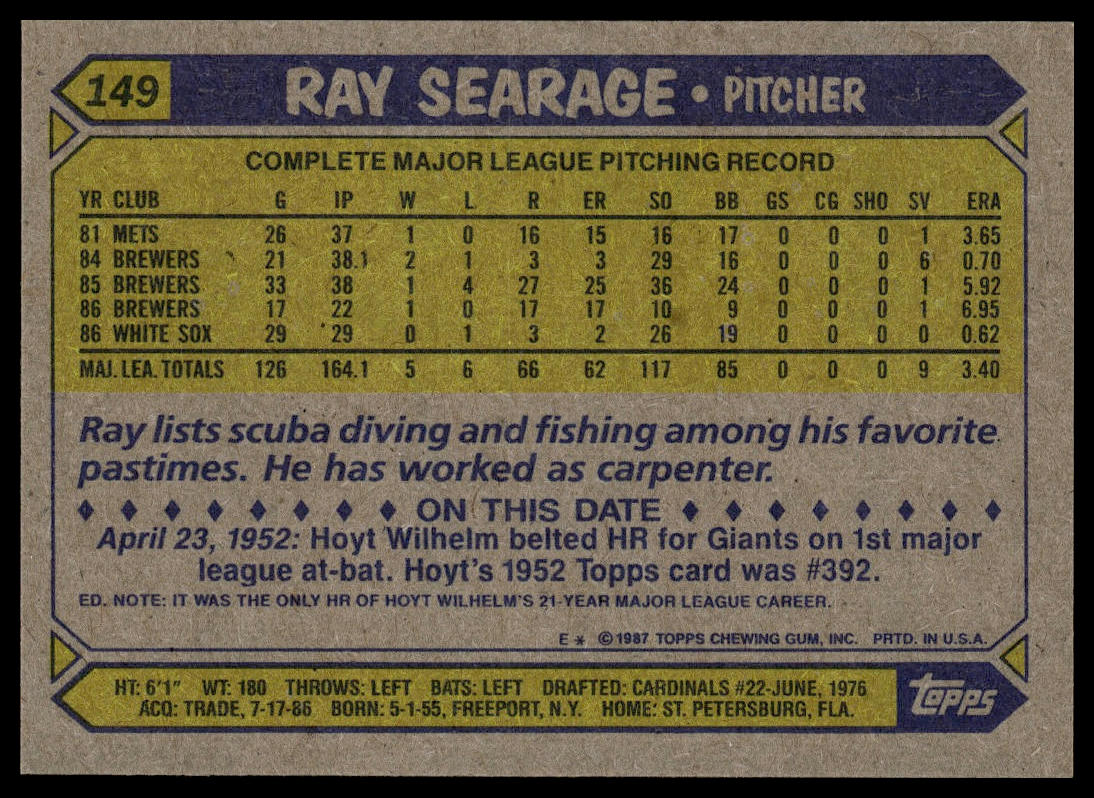 149 RAY SEARAGE • PITCHER
COMPLETE MAJOR LEAGUE PITCHING RECORD
YR CLUB G IP W L R ER SO BB GS CG SHO SV ERA
81 METS 26 37 1 0 16 15 16 17 0 0 0 1 3.65
84 BREWERS 21 38.1 2 1 3 3 29 16 0 0 0 6 0.70
85 BREWERS 33 38 1 4 27 25 36 24 0 0 0 1 5.92
86 BREWERS 17 22 1 0 17 17 10 9 0 0 0 1 6.95
86 WHITE SOX 29 29 0 1 3 2 26 19 0 0 0 0 0.62
MAJ. LEA. TOTALS 126 164.1 5 6 66 62 117 85 0 0 0 9 3.40
Ray lists scuba diving and fishing among his favorite
pastimes. He has worked as carpenter.
♦ ♦ ♦ ♦ ♦ ♦ ♦ ♦ ON THIS DATE ♦ ♦ ♦ ♦ ♦ ♦ ♦ ♦
April 23, 1952: Hoyt Wilhelm belted HR for Giants on 1st major
league at-bat. Hoyt's 1952 Topps card was #392.
ED. NOTE: IT WAS THE ONLY HR OF HOYT WILHELM'S 21-YEAR MAJOR LEAGUE CAREER.
E * © 1987 TOPPS CHEWING GUM, INC. PRTD. IN U.S.A.
HT: 6'1" WT: 180 THROWS: LEFT BATS: LEFT DRAFTED: CARDINALS #22-JUNE, 1976
ACQ: TRADE, 7-17-86 BORN: 5-1-55, FREEPORT, N.Y. HOME: ST. PETERSBURG, FLA.
TOPPS